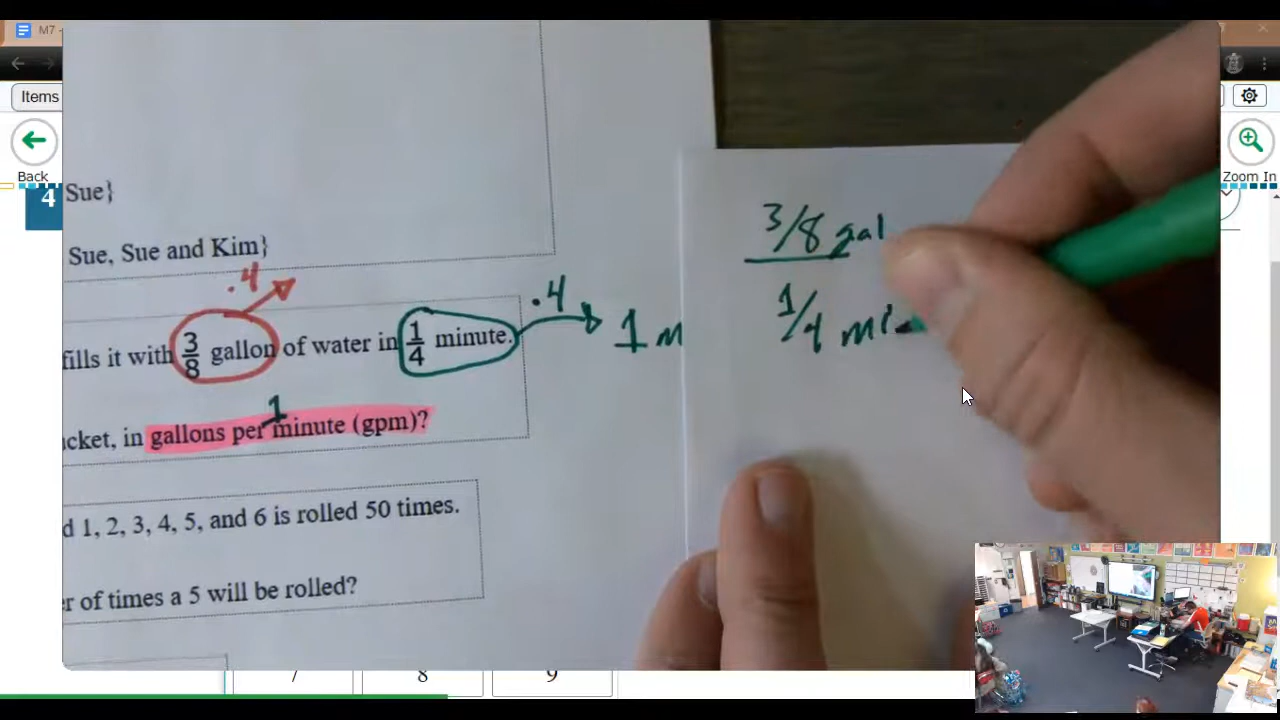 M7
Items
Back
Zoom In
4
Sue}
Sue, Sue and Kim}
.4
fills it with 3/8 gallon of water in 1/4 minute.
.4
1 m
1
in gallons per minute (gpm)?
d 1, 2, 3, 4, 5, and 6 is rolled 50 times.
of times a 5 will be rolled?
3/8 gal
1/4 mi
7 8 9